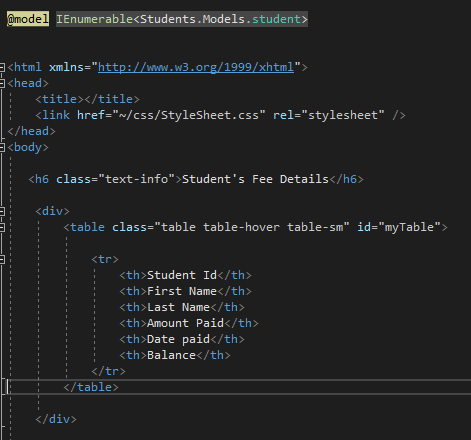 @model IEnumerable<Students.Models.student>
<html xmlns="http://www.w3.org/1999/xhtml">
<head>
<title></title>
<link href="~/css/StyleSheet.css" rel="stylesheet" />
</head>
<body>
<h6 class="text-info">Student's Fee Details</h6>
<div>
<table class="table table-hover table-sm" id="myTable">
<tr>
<th>Student Id</th>
<th>First Name</th>
<th>Last Name</th>
<th>Amount Paid</th>
<th>Date paid</th>
<th>Balance</th>
</tr>
</table>
</div>